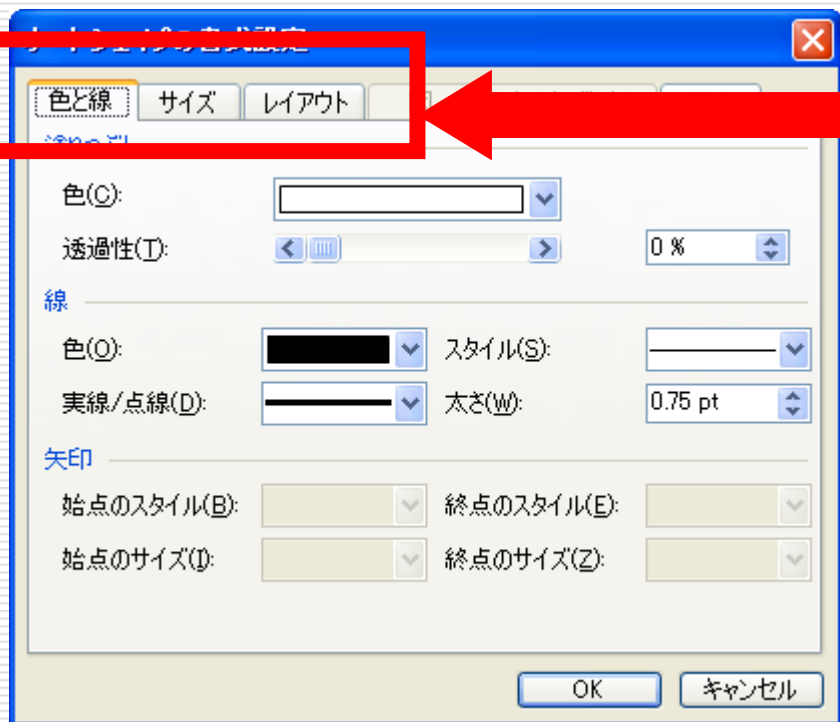 色と線 サイズ レイアウト
色(C):
透過性(T): 0 %
線
色(O): スタイル(S):
実線/点線(D): 太さ(W): 0.75 pt
矢印
始点のスタイル(B): 終点のスタイル(E):
始点のサイズ(I): 終点のサイズ(Z):
OK キャンセル